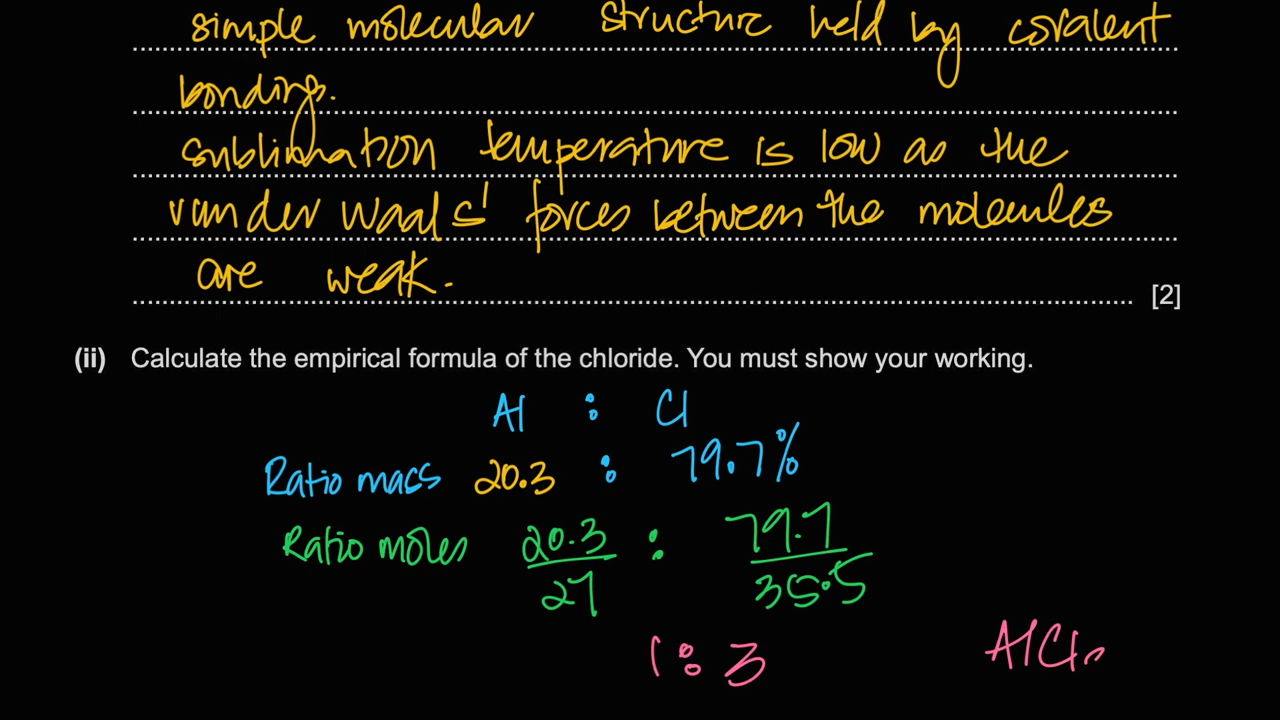 simple molecular structure held by covalent
bonding.
sublimation temperature is low as the
van der Waals' forces between the molecules
are weak.
[2]
(ii) Calculate the empirical formula of the chloride. You must show your working.
Al : Cl
Ratio mass 20.3 : 79.7%
Ratio moles 20.3/27 : 79.7/35.5
1 : 3
AlCl